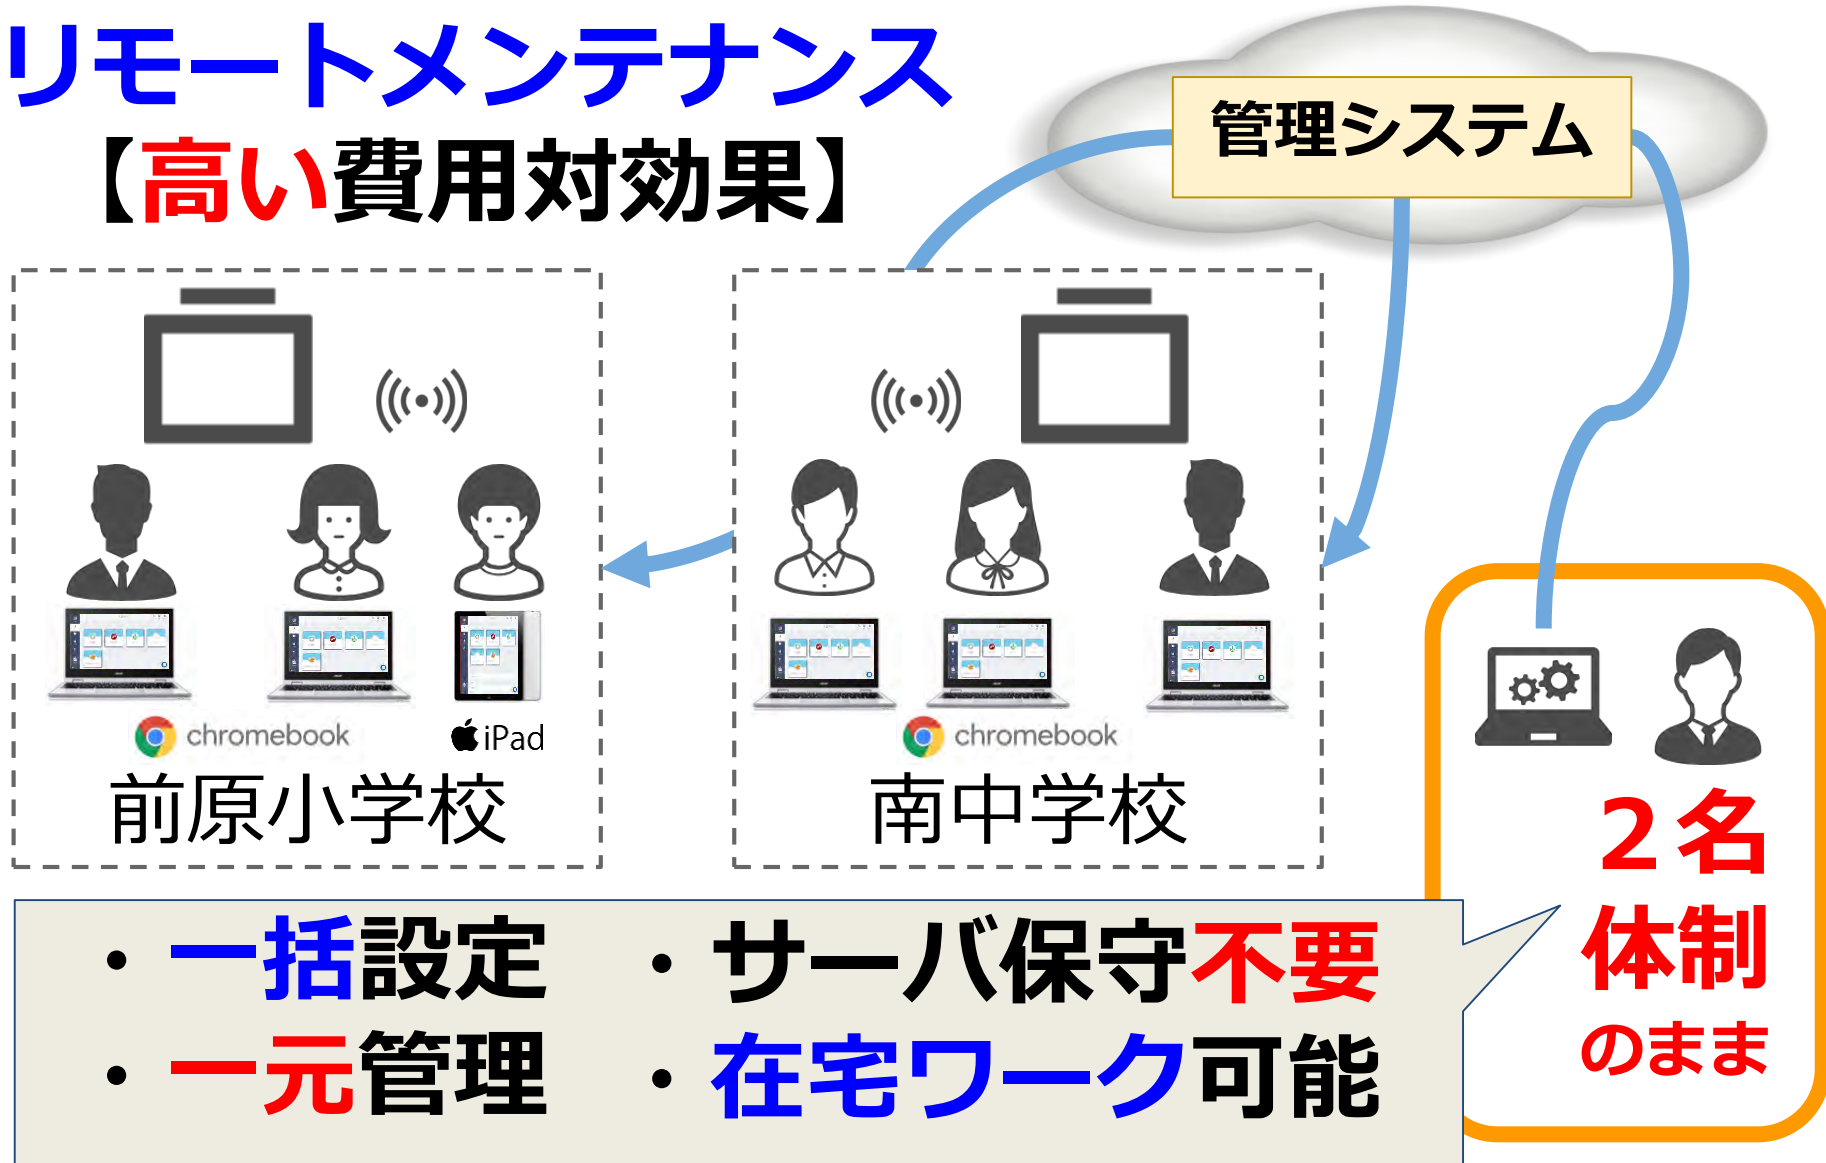 リモートメンテナンス
【高い費用対効果】
管理システム
chromebook
iPad
前原小学校
chromebook
南中学校
２名
体制
のまま
・一括設定
・一元管理
・サーバ保守不要
・在宅ワーク可能